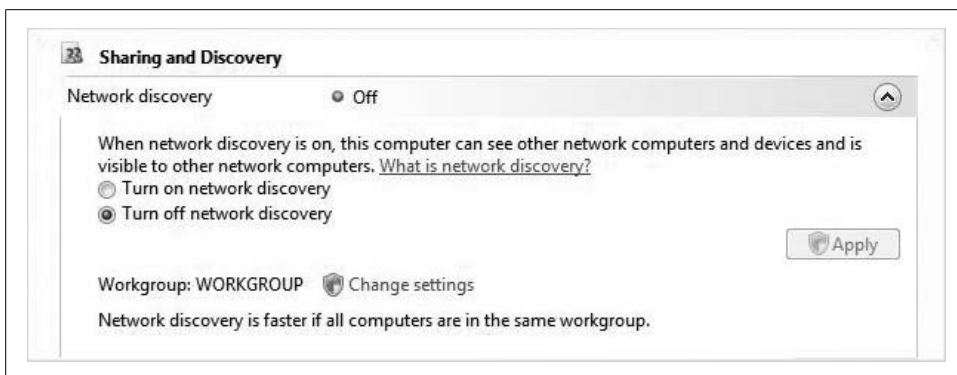 Sharing and Discovery
Network discovery Off
When network discovery is on, this computer can see other network computers and devices and is
visible to other network computers. What is network discovery?
Turn on network discovery
Turn off network discovery
Apply
Workgroup: WORKGROUP Change settings
Network discovery is faster if all computers are in the same workgroup.